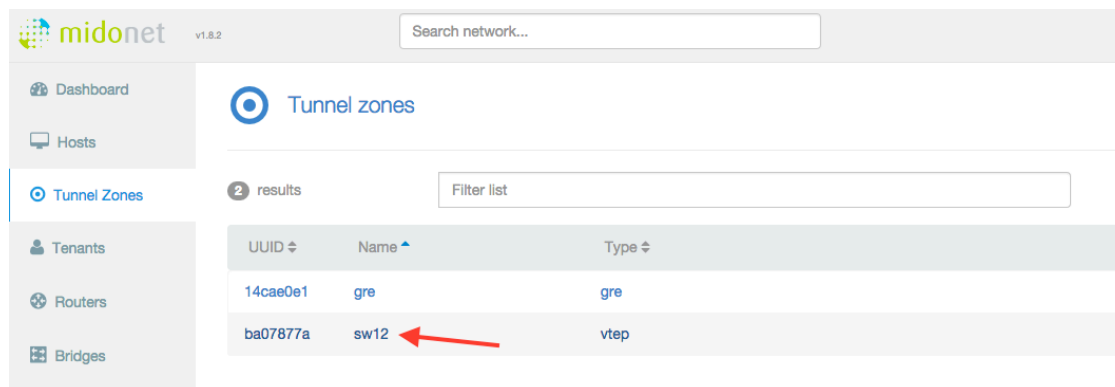 midonet v1.8.2 Search network...
Dashboard
Hosts
Tunnel Zones
Tenants
Routers
Bridges
Tunnel zones
2 results Filter list
UUID Name Type
14cae0e1 gre gre
ba07877a sw12 vtep